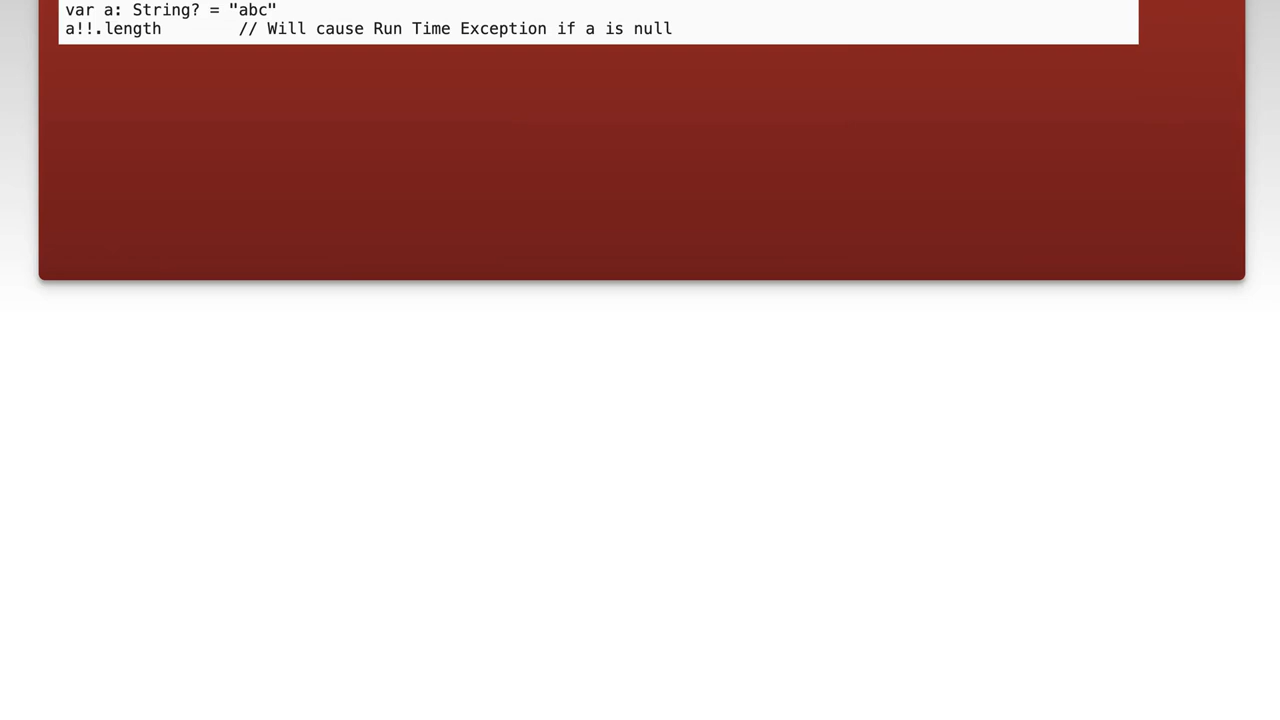 var a: String? = "abc"
a!!.length        // Will cause Run Time Exception if a is null